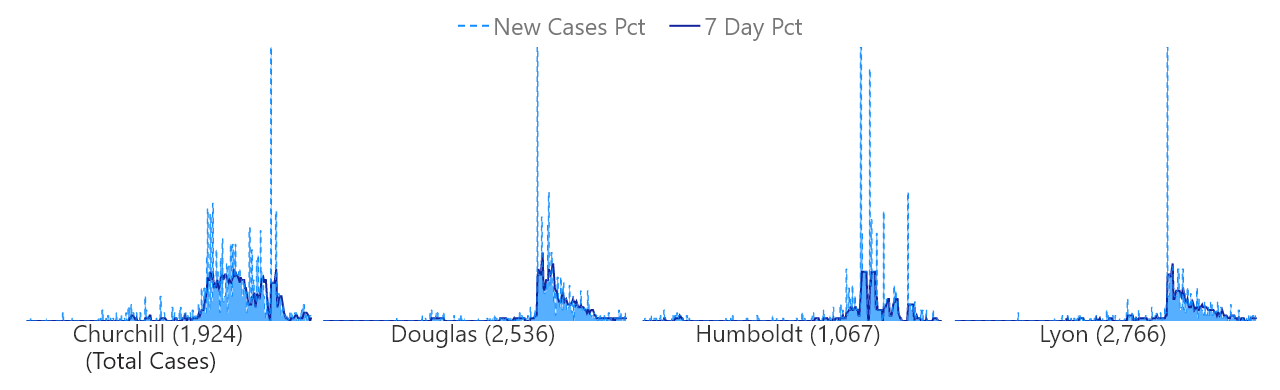 New Cases Pct 7 Day Pct
Churchill (1,924) Douglas (2,536) Humboldt (1,067) Lyon (2,766)
(Total Cases)